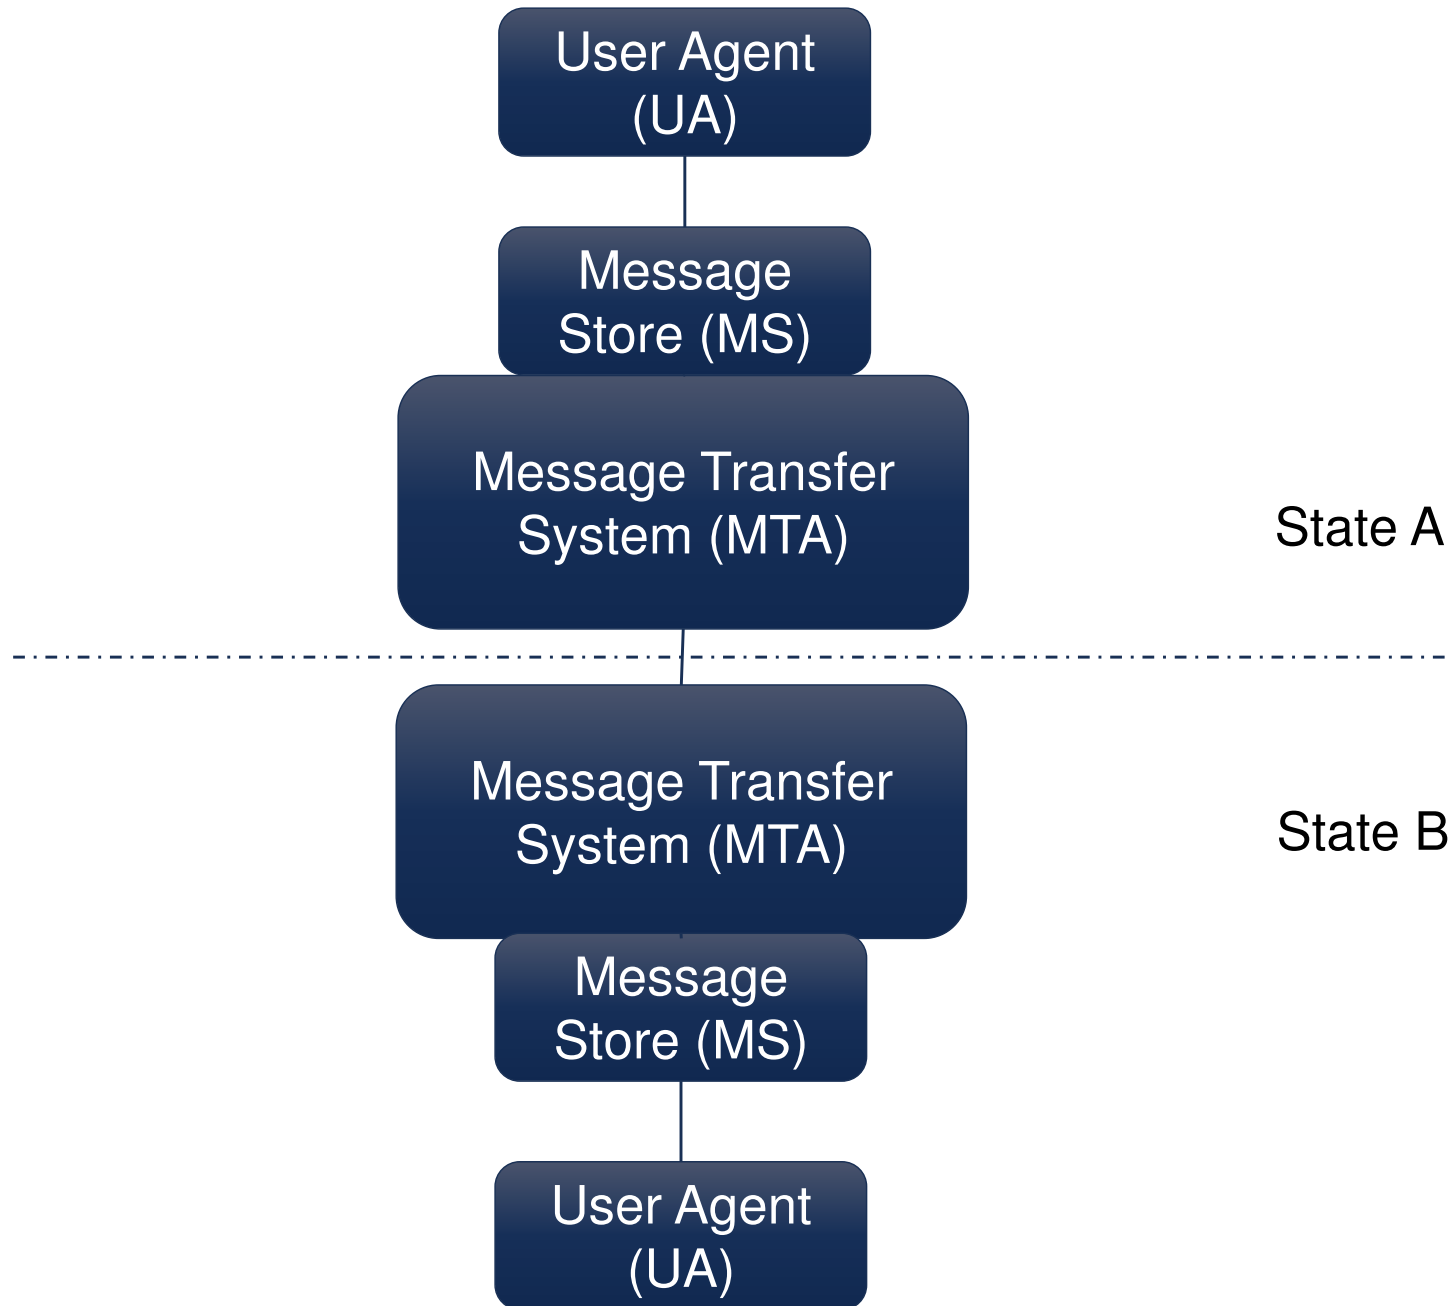 User Agent
(UA)
Message
Store (MS)
Message Transfer
System (MTA)
State A
Message Transfer
System (MTA)
State B
Message
Store (MS)
User Agent
(UA)